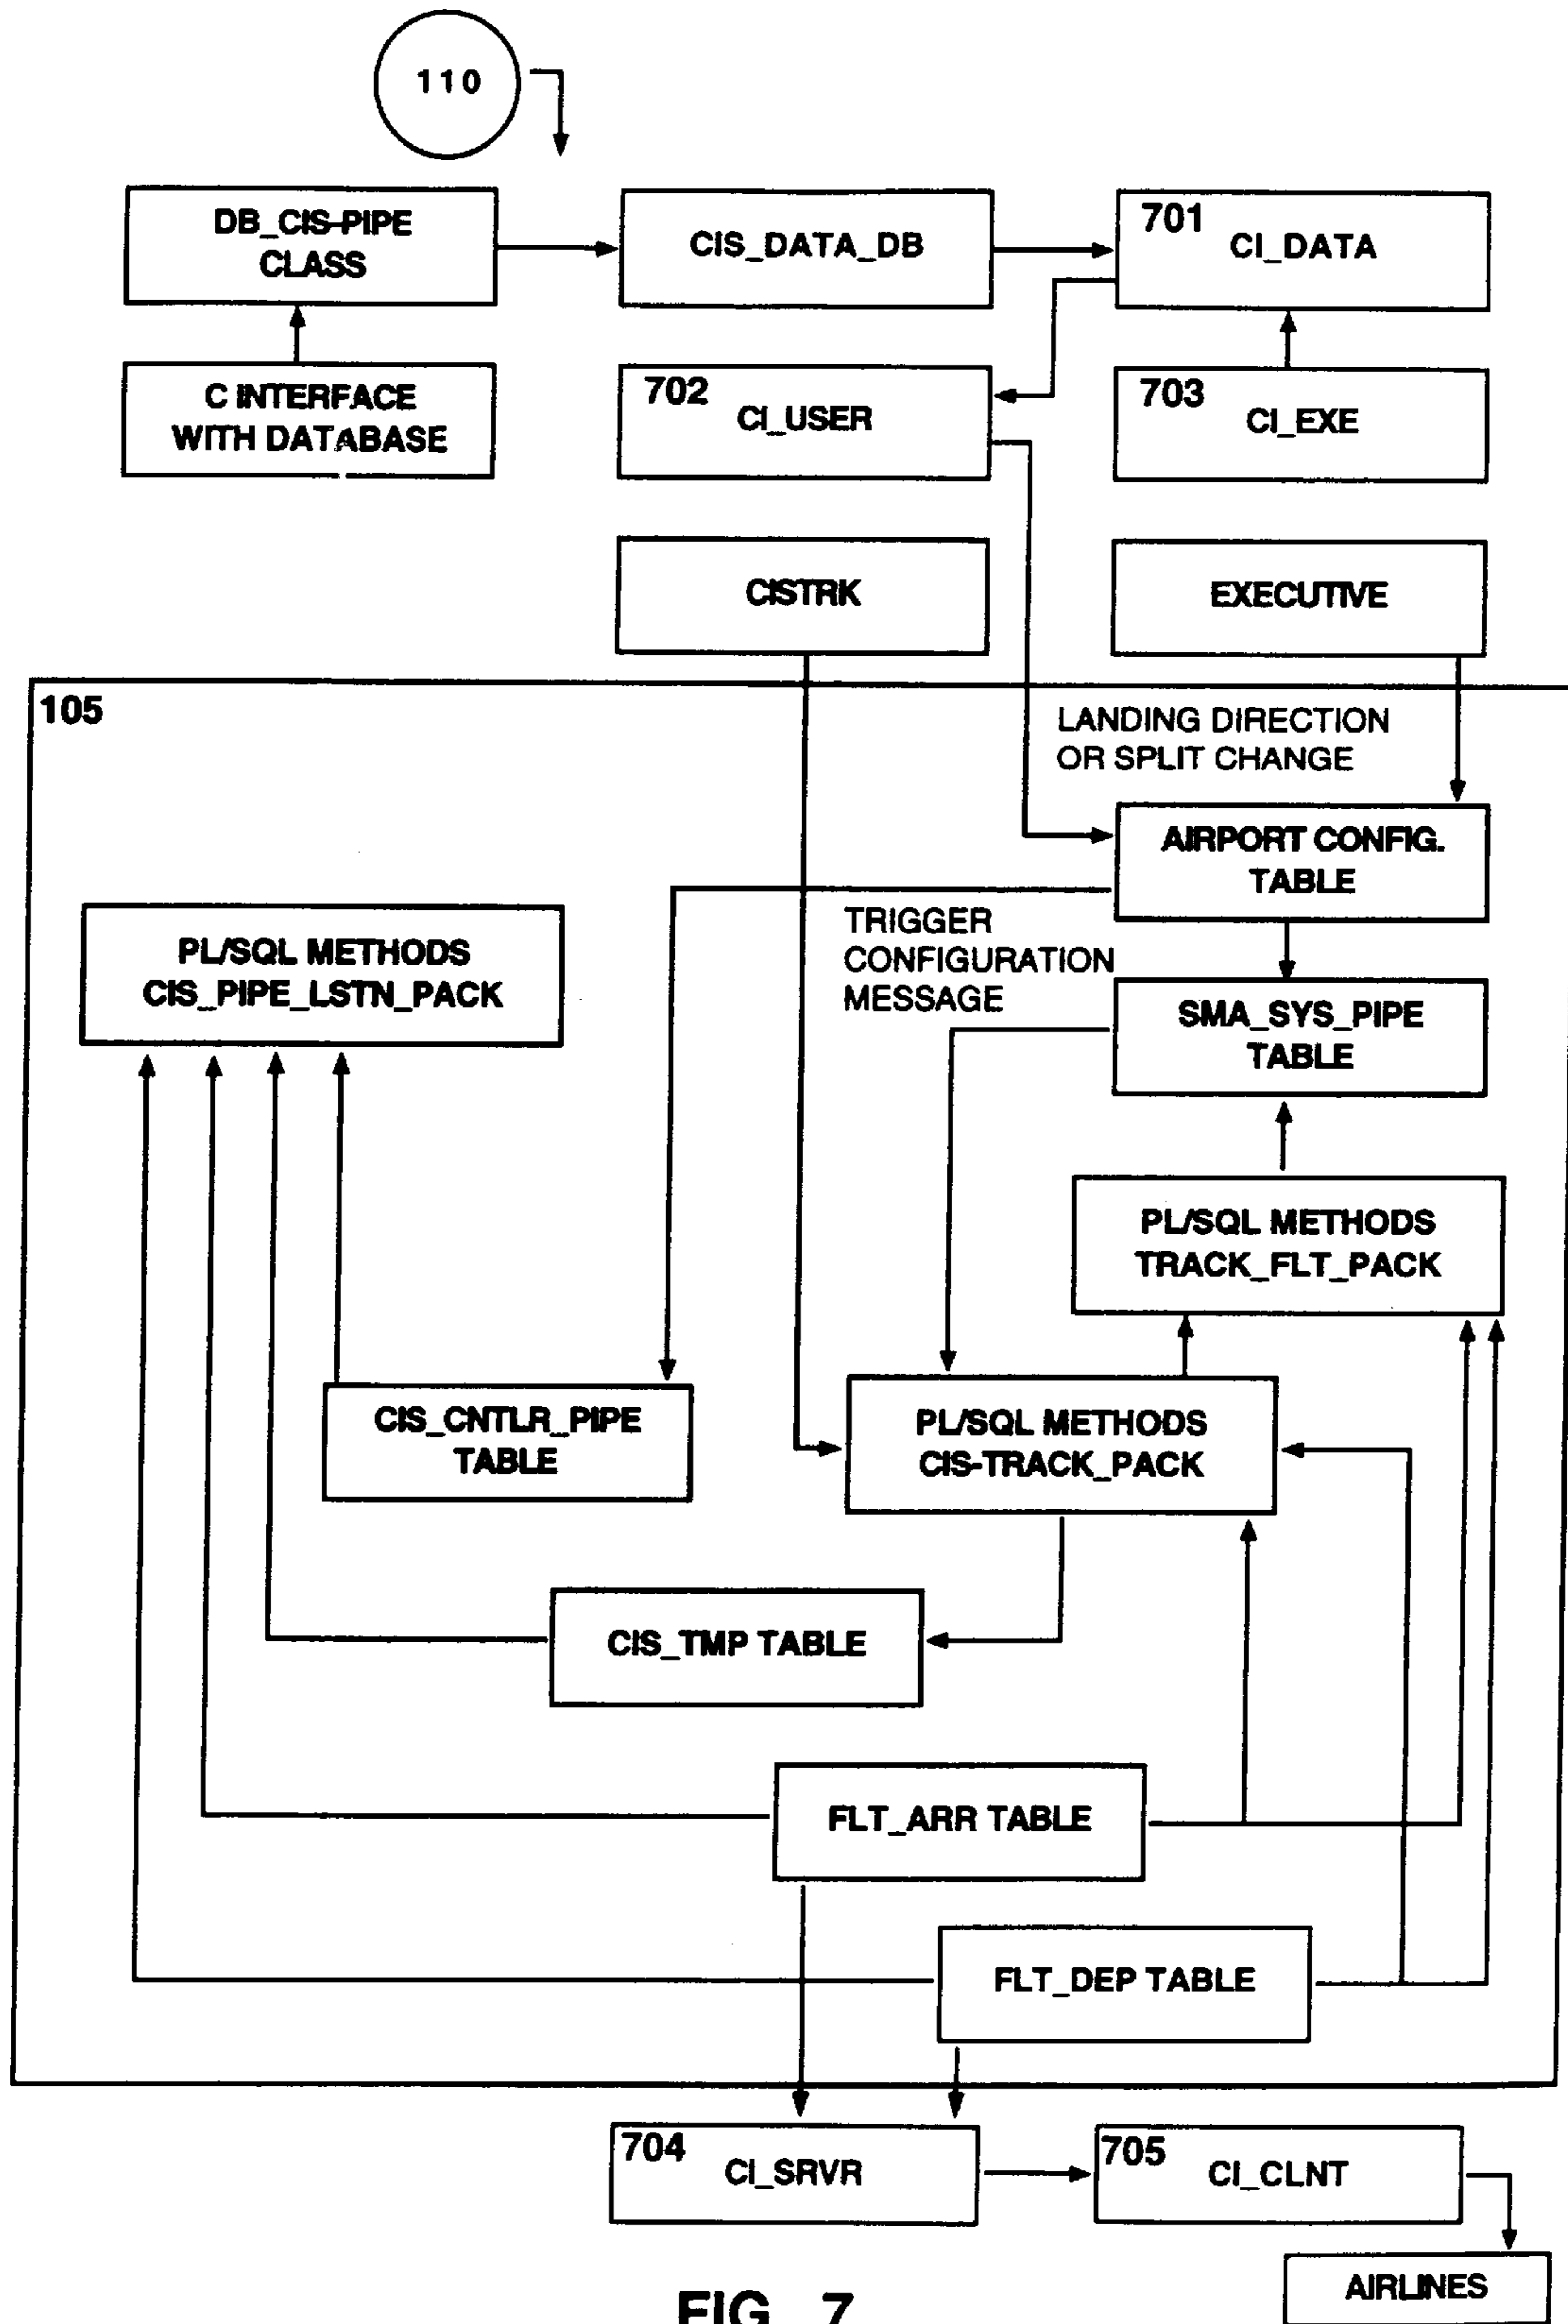 110
DB_CIS-PIPE
CLASS
CIS_DATA_DB
701
CI_DATA
C INTERFACE
WITH DATABASE
702
CI_USER
703
CI_EXE
CISTRK
EXECUTIVE
105
LANDING DIRECTION
OR SPLIT CHANGE
AIRPORT CONFIG.
TABLE
PL/SQL METHODS
CIS_PIPE_LSTN_PACK
TRIGGER
CONFIGURATION
MESSAGE
SMA_SYS_PIPE
TABLE
PL/SQL METHODS
TRACK_FLT_PACK
CIS_CNTLR_PIPE
TABLE
PL/SQL METHODS
CIS-TRACK_PACK
CIS_TMP TABLE
FLT_ARR TABLE
FLT_DEP TABLE
704
CI_SRVR
705
CI_CLNT
AIRLINES
FIG. 7